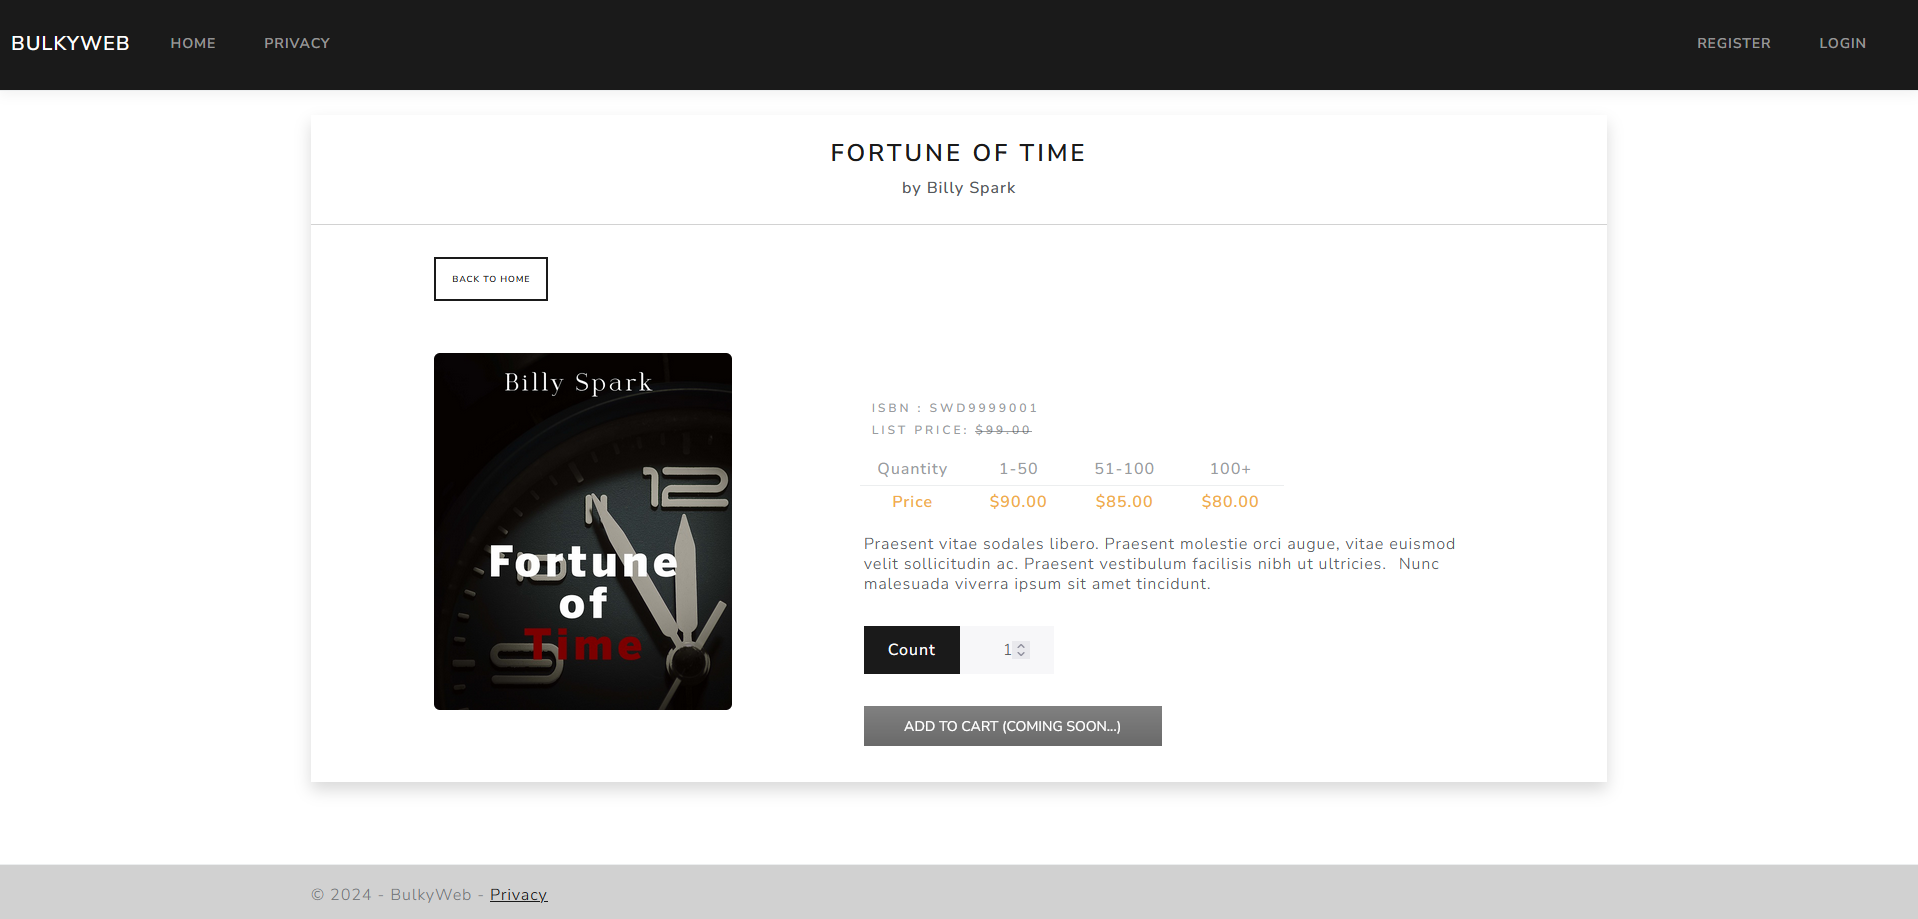 BULKYWEB HOME PRIVACY REGISTER LOGIN
FORTUNE OF TIME
by Billy Spark
BACK TO HOME
Billy Spark
12
Fortune
of
Time
9
ISBN : SWD9999001
LIST PRICE: $99.00
Quantity 1-50 51-100 100+
Price $90.00 $85.00 $80.00
Praesent vitae sodales libero. Praesent molestie orci augue, vitae euismod
velit sollicitudin ac. Praesent vestibulum facilisis nibh ut ultricies. Nunc
malesuada viverra ipsum sit amet tincidunt.
Count 1
ADD TO CART (COMING SOON...)
© 2024 - BulkyWeb - Privacy